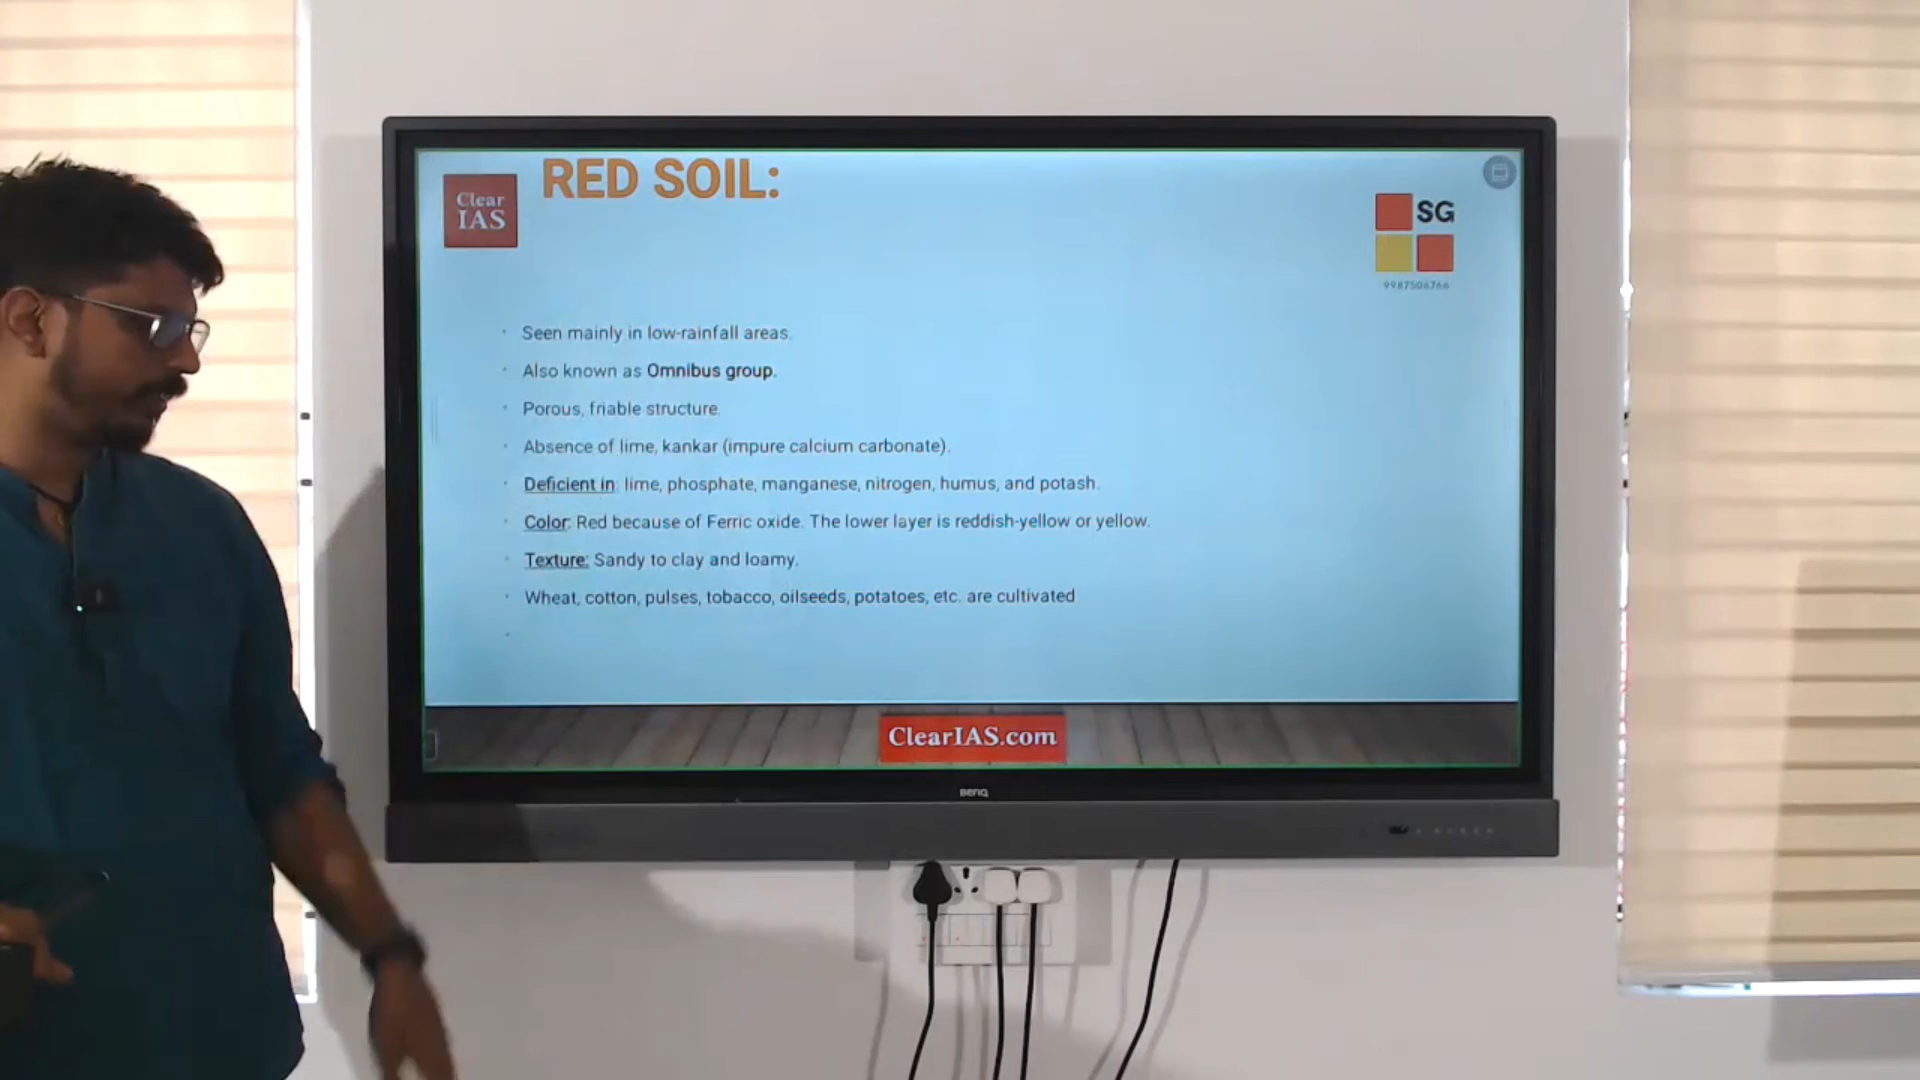 RED SOIL:
Clear
IAS
SG
9987506766
Seen mainly in low-rainfall areas.
Also known as Omnibus group.
Porous, friable structure.
Absence of lime, kankar (impure calcium carbonate).
Deficient in: lime, phosphate, manganese, nitrogen, humus, and potash.
Color: Red because of Ferric oxide. The lower layer is reddish-yellow or yellow.
Texture: Sandy to clay and loamy.
Wheat, cotton, pulses, tobacco, oilseeds, potatoes, etc. are cultivated
ClearIAS.com
BenQ